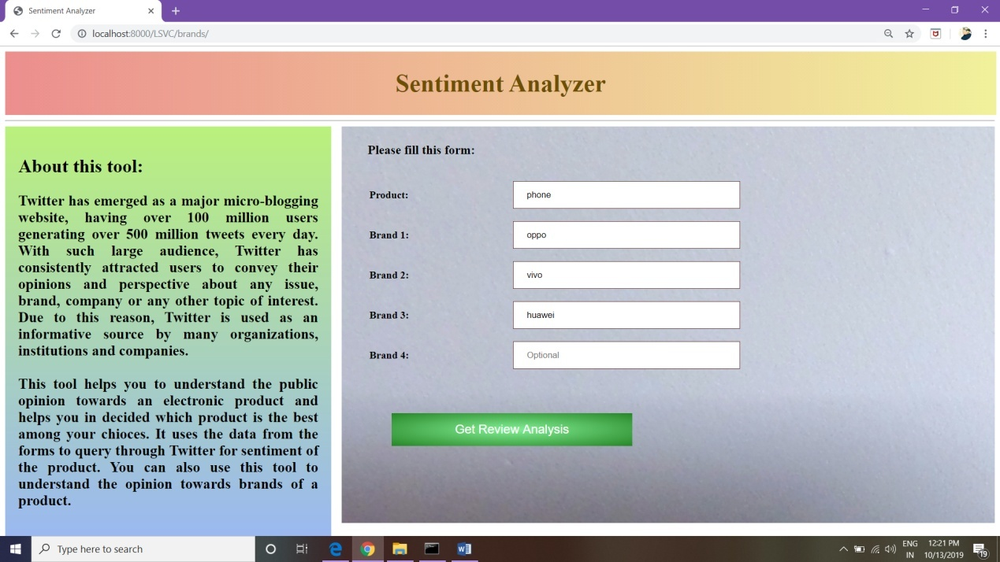 Sentiment Analyzer
localhost:8000/LSVC/brands/
Sentiment Analyzer
About this tool:
Twitter has emerged as a major micro-blogging
website, having over 100 million users
generating over 500 million tweets every day.
With such large audience, Twitter has
consistently attracted users to convey their
opinions and perspective about any issue,
brand, company or any other topic of interest.
Due to this reason, Twitter is used as an
informative source by many organizations,
institutions and companies.
This tool helps you to understand the public
opinion towards an electronic product and
helps you in decided which product is the best
among your chioces. It uses the data from the
forms to query through Twitter for sentiment of
the product. You can also use this tool to
understand the opinion towards brands of a
product.
Please fill this form:
Product: phone
Brand 1: oppo
Brand 2: vivo
Brand 3: huawei
Brand 4: Optional
Get Review Analysis
Type here to search
ENG 12:21 PM
IN 10/13/2019
19